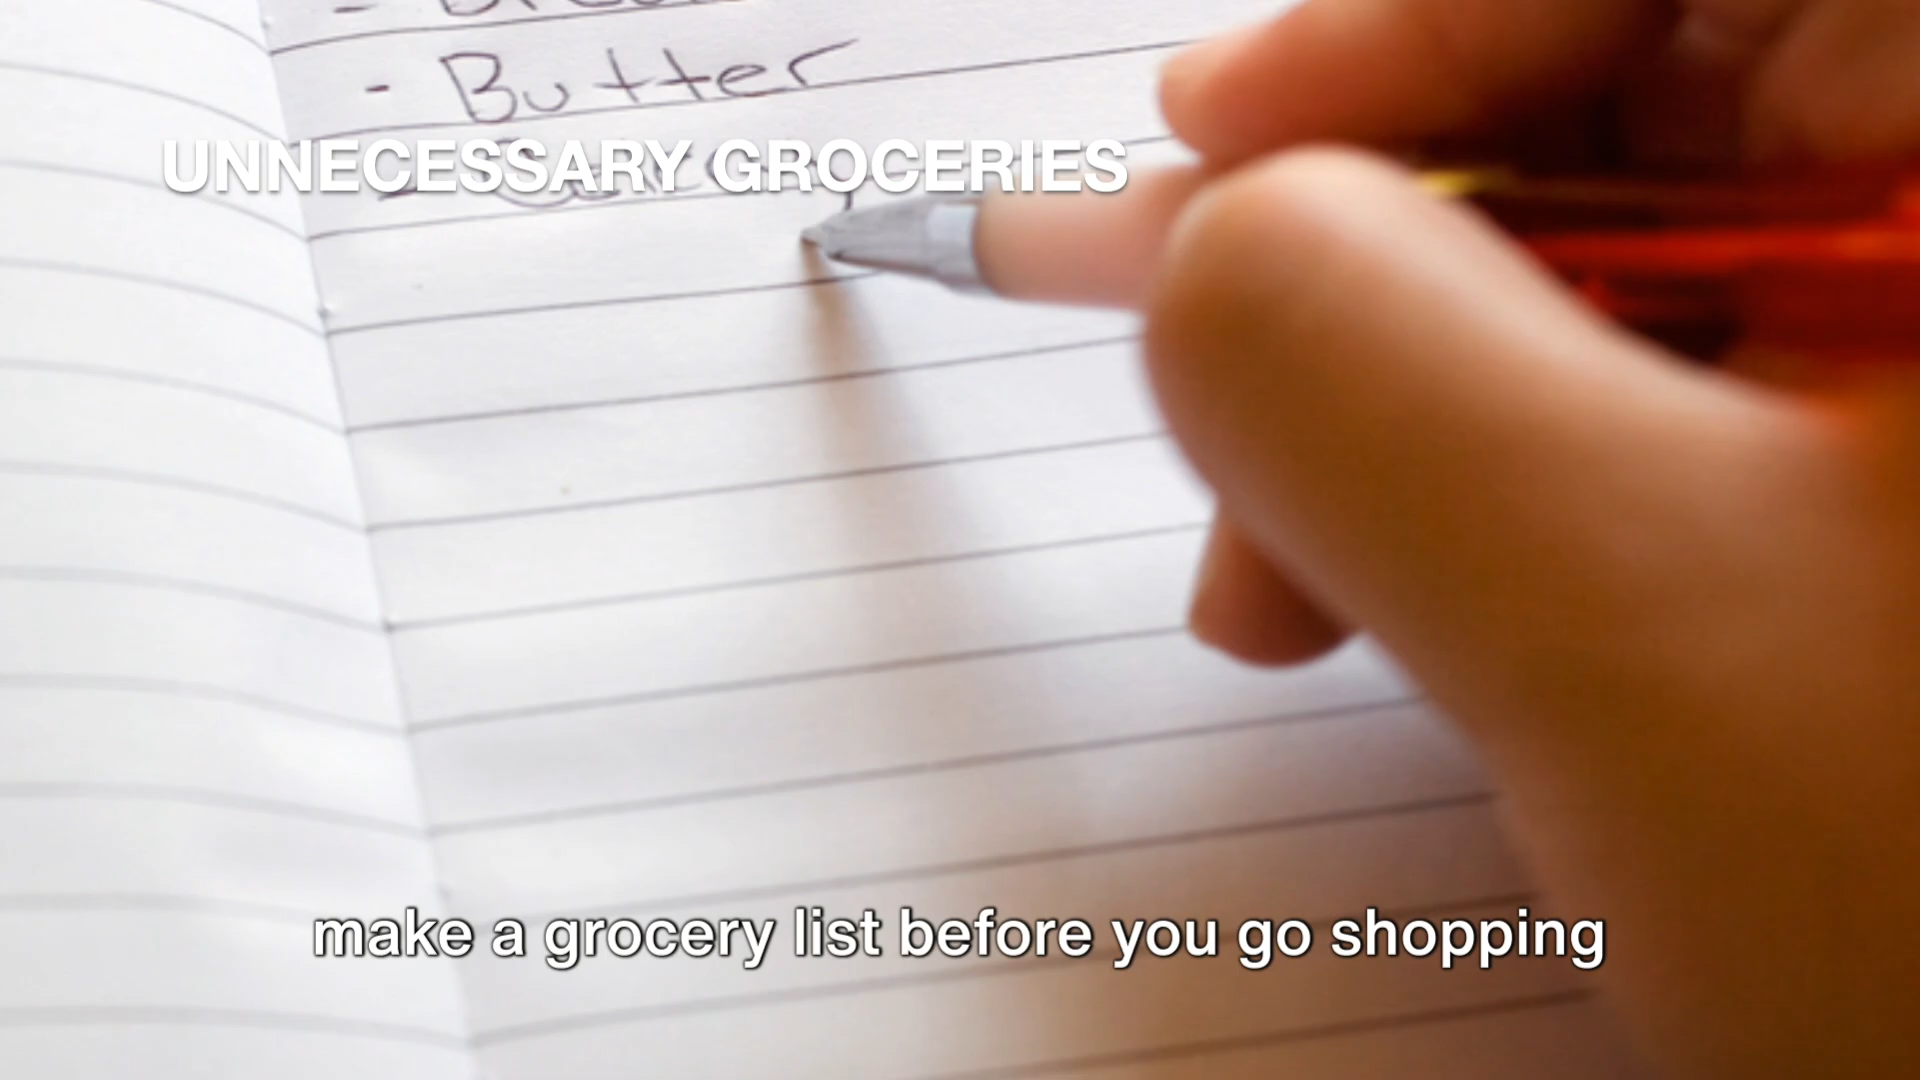 - Butter
UNNECESSARY GROCERIES
make a grocery list before you go shopping